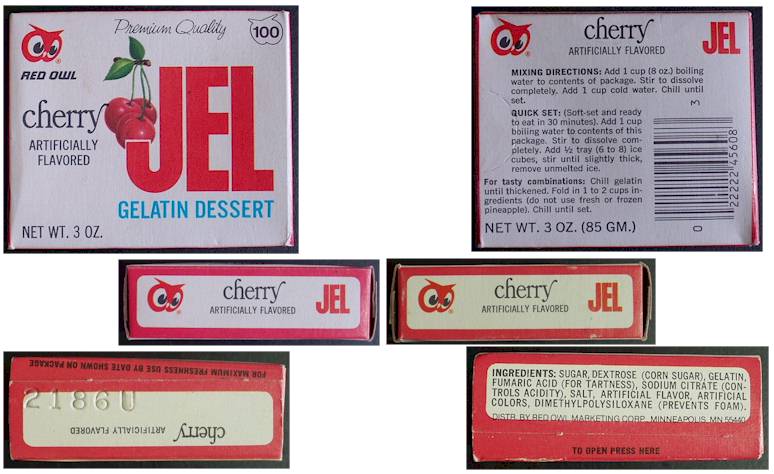 Premium Quality
100
RED OWL
cherry
ARTIFICIALLY
FLAVORED
JEL
GELATIN DESSERT
NET WT. 3 OZ.
cherry
ARTIFICIALLY FLAVORED
JEL
MIXING DIRECTIONS: Add 1 cup (8 oz.) boiling
water to contents of package. Stir to dissolve
completely. Add 1 cup cold water. Chill until
set.
QUICK SET: (Soft-set and ready
to eat in 30 minutes). Add 1 cup
boiling water to contents of this
package. Stir to dissolve com-
pletely. Add ½ tray (6 to 8) ice
cubes, stir until slightly thick,
remove unmelted ice.
For tasty combinations: Chill gelatin
until thickened. Fold in 1 to 2 cups in-
gredients (do not use fresh or frozen
pineapple). Chill until set.
NET WT. 3 OZ. (85 GM.)
0 22222 45608 3
cherry
ARTIFICIALLY FLAVORED
JEL
cherry
ARTIFICIALLY FLAVORED
JEL
FOR MAXIMUM FRESHNESS USE BY DATE SHOWN ON PACKAGE
2186U
cherry
ARTIFICIALLY FLAVORED
INGREDIENTS: SUGAR, DEXTROSE (CORN SUGAR), GELATIN,
FUMARIC ACID (FOR TARTNESS), SODIUM CITRATE (CON-
TROLS ACIDITY), SALT, ARTIFICIAL FLAVOR, ARTIFICIAL
COLORS, DIMETHYLPOLYSILOXANE (PREVENTS FOAM).
DISTR. BY RED OWL MARKETING CORP., MINNEAPOLIS, MN 55440
TO OPEN PRESS HERE